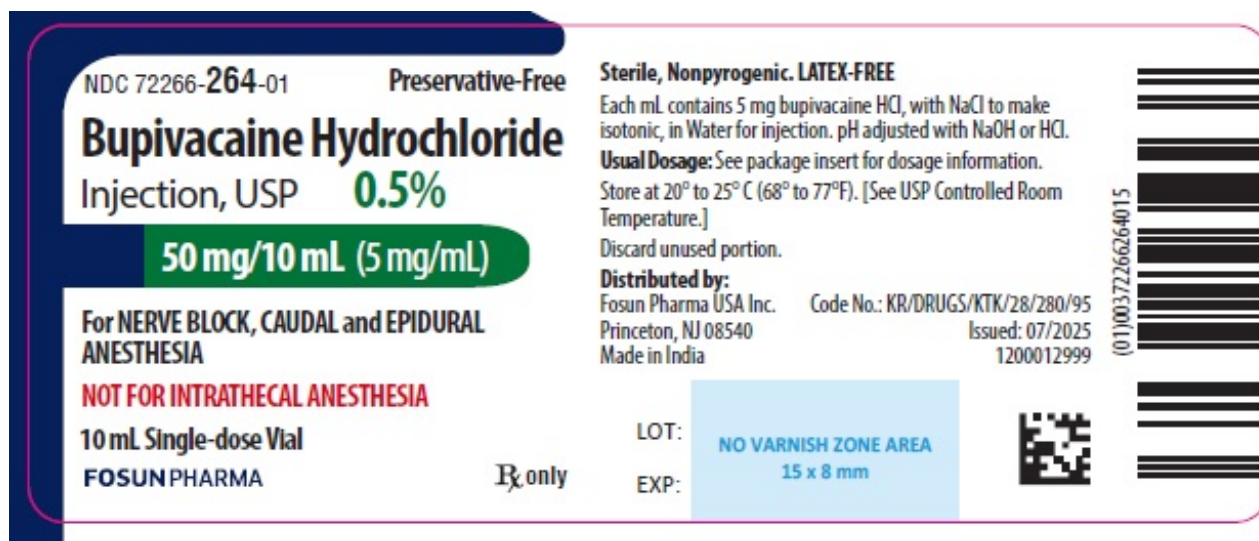 NDC 72266-264-01 Preservative-Free
Bupivacaine Hydrochloride
Injection, USP 0.5%
50 mg/10 mL (5 mg/mL)
For NERVE BLOCK, CAUDAL and EPIDURAL
ANESTHESIA
NOT FOR INTRATHECAL ANESTHESIA
10 mL Single-dose Vial
FOSUN PHARMA Rx only
Sterile, Nonpyrogenic. LATEX-FREE
Each mL contains 5 mg bupivacaine HCl, with NaCl to make
isotonic, in Water for injection. pH adjusted with NaOH or HCl.
Usual Dosage: See package insert for dosage information.
Store at 20° to 25° C (68° to 77°F). [See USP Controlled Room
Temperature.]
Discard unused portion.
Distributed by:
Fosun Pharma USA Inc. Code No.: KR/DRUGS/KTK/28/280/95
Princeton, NJ 08540 Issued: 07/2025
Made in India 1200012999
LOT:
EXP:
NO VARNISH ZONE AREA
15 x 8 mm
(01)00372266264015